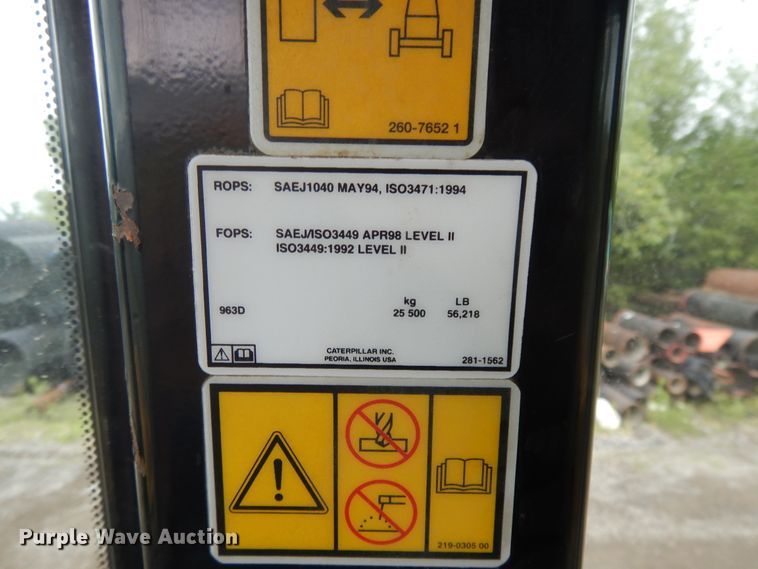 260-7652 1
ROPS: SAEJ1040 MAY94, ISO3471:1994
FOPS: SAEJ/ISO3449 APR98 LEVEL II
ISO3449:1992 LEVEL II
kg LB
963D 25 500 56,218
CATERPILLAR INC.
PEORIA, ILLINOIS USA 281-1562
219-0305 00
Purple Wave Auction